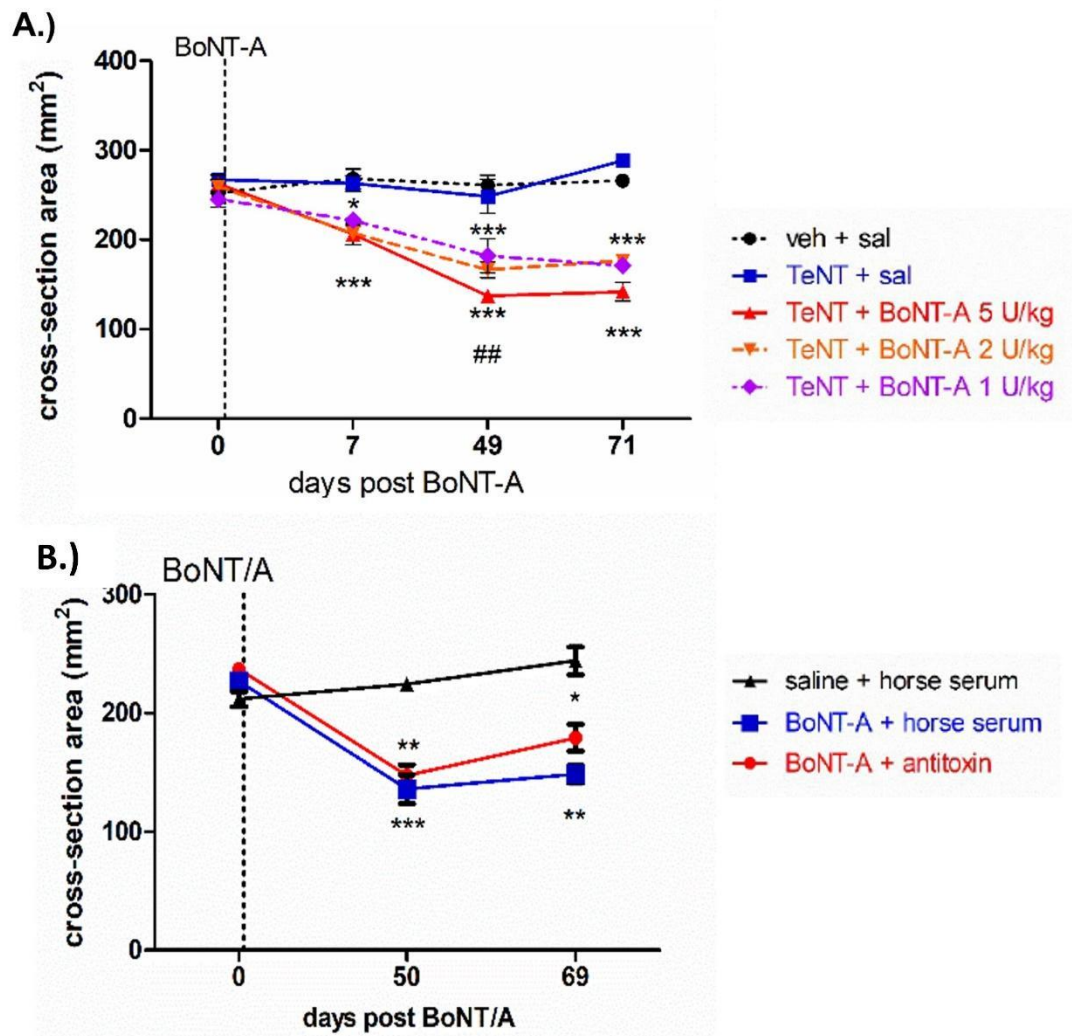 A.)
BoNT-A
cross-section area (mm²)
400
300
200
100
0
*
***
***
***
***
***
##
0 7 49 71
days post BoNT-A
veh + sal
TeNT + sal
TeNT + BoNT-A 5 U/kg
TeNT + BoNT-A 2 U/kg
TeNT + BoNT-A 1 U/kg
B.)
BoNT/A
cross-section area (mm²)
300
200
100
0
*
**
***
**
0 50 69
days post BoNT/A
saline + horse serum
BoNT-A + horse serum
BoNT-A + antitoxin